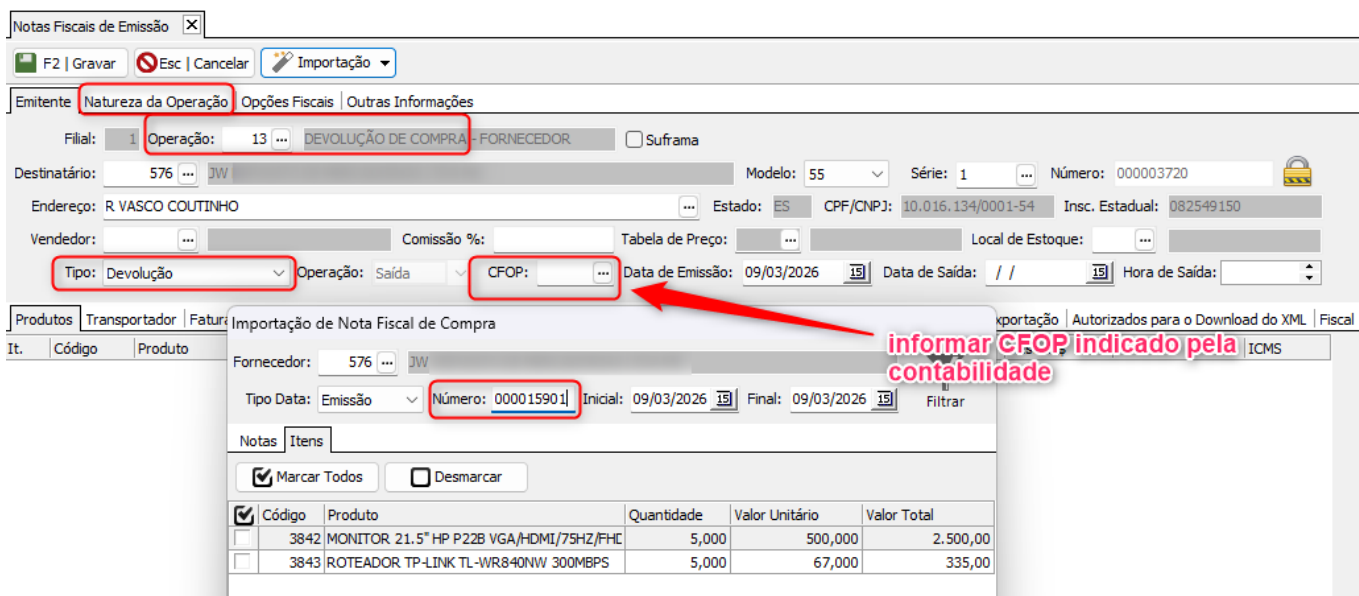 Notas Fiscais de Emissão
F2 | Gravar Esc | Cancelar Importação
Emitente Natureza da Operação Opções Fiscais Outras Informações
Filial: 1 Operação: 13 ... DEVOLUÇÃO DE COMPRA - FORNECEDOR Suframa
Destinatário: 576 ... JW Modelo: 55 Série: 1 ... Número: 000003720
Endereço: R VASCO COUTINHO ... Estado: ES CPF/CNPJ: 10.016.134/0001-54 Insc. Estadual: 082549150
Vendedor: ... Comissão %: Tabela de Preço: ... Local de Estoque: ...
Tipo: Devolução Operação: Saída CFOP: ... Data de Emissão: 09/03/2026 15 Data de Saída: / / 15 Hora de Saída:
Produtos Transportador Importação de Nota Fiscal de Compra xportação Autorizados para o Download do XML Fiscal
informar CFOP indicado pela contabilidade
It. Código Produto ICMS
Fornecedor: 576 ... JW
Tipo Data: Emissão Número: 000015901 Inicial: 09/03/2026 15 Final: 09/03/2026 15 Filtrar
Notas Itens
Marcar Todos Desmarcar
Código Produto Quantidade Valor Unitário Valor Total
3842 MONITOR 21.5" HP P22B VGA/HDMI/75HZ/FHD 5,000 500,000 2.500,00
3843 ROTEADOR TP-LINK TL-WR840NW 300MBPS 5,000 67,000 335,00